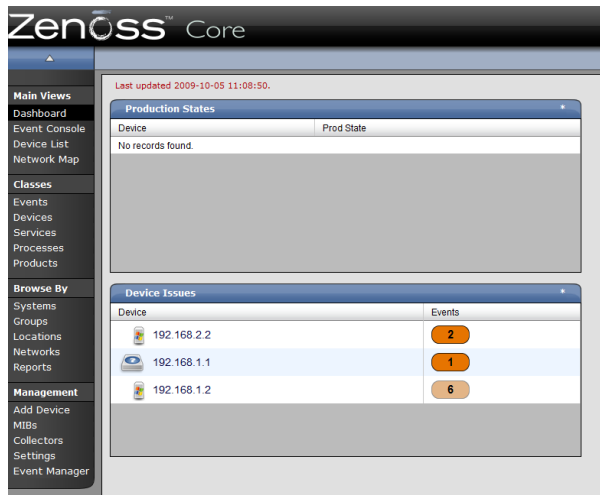 Zenoss™ Core
Last updated 2009-10-05 11:08:50.
Main Views
Dashboard
Event Console
Device List
Network Map
Classes
Events
Devices
Services
Processes
Products
Browse By
Systems
Groups
Locations
Networks
Reports
Management
Add Device
MIBs
Collectors
Settings
Event Manager
Production States *
Device Prod State
No records found.
Device Issues *
Device Events
192.168.2.2 2
192.168.1.1 1
192.168.1.2 6